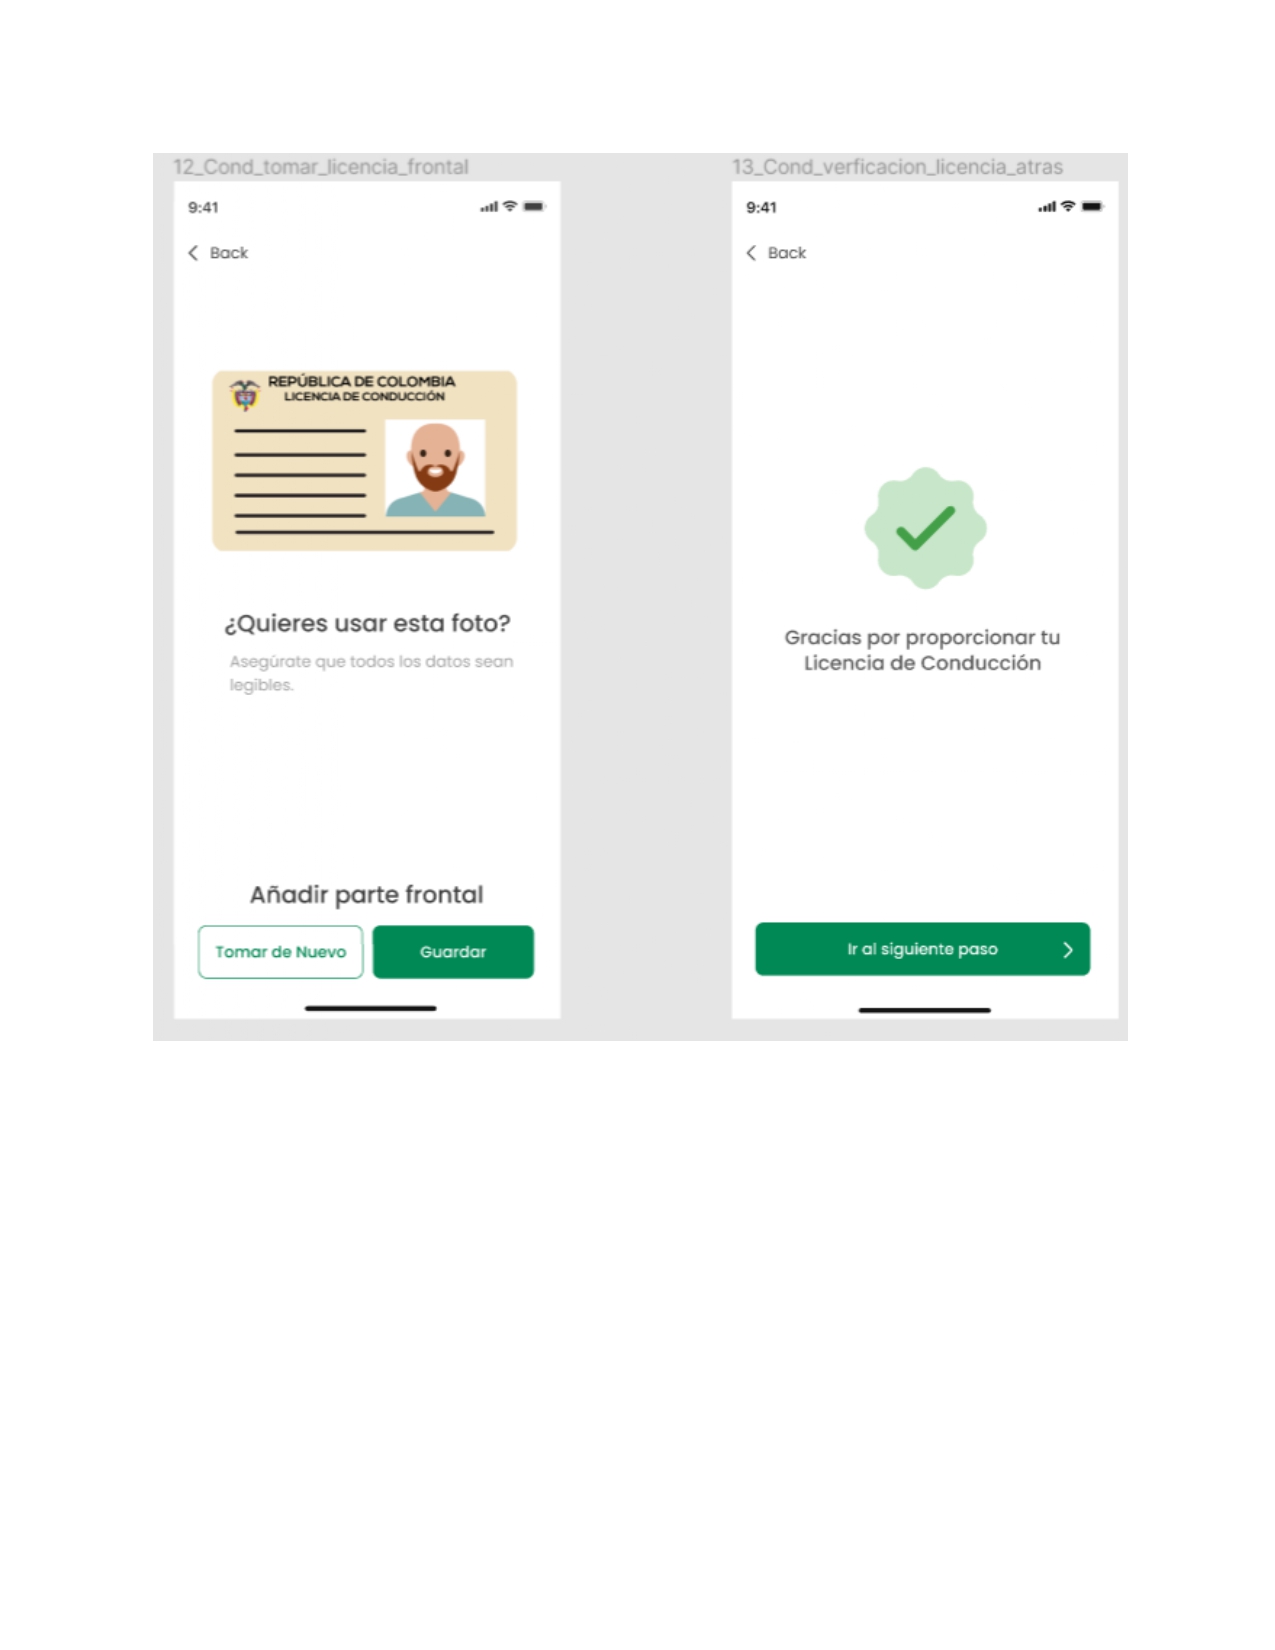 12_Cond_tomar_licencia_frontal
9:41
Back
REPÚBLICA DE COLOMBIA
LICENCIA DE CONDUCCIÓN
¿Quieres usar esta foto?
Asegúrate que todos los datos sean
legibles.
Añadir parte frontal
Tomar de Nuevo
Guardar
13_Cond_verficacion_licencia_atras
9:41
Back
Gracias por proporcionar tu
Licencia de Conducción
Ir al siguiente paso